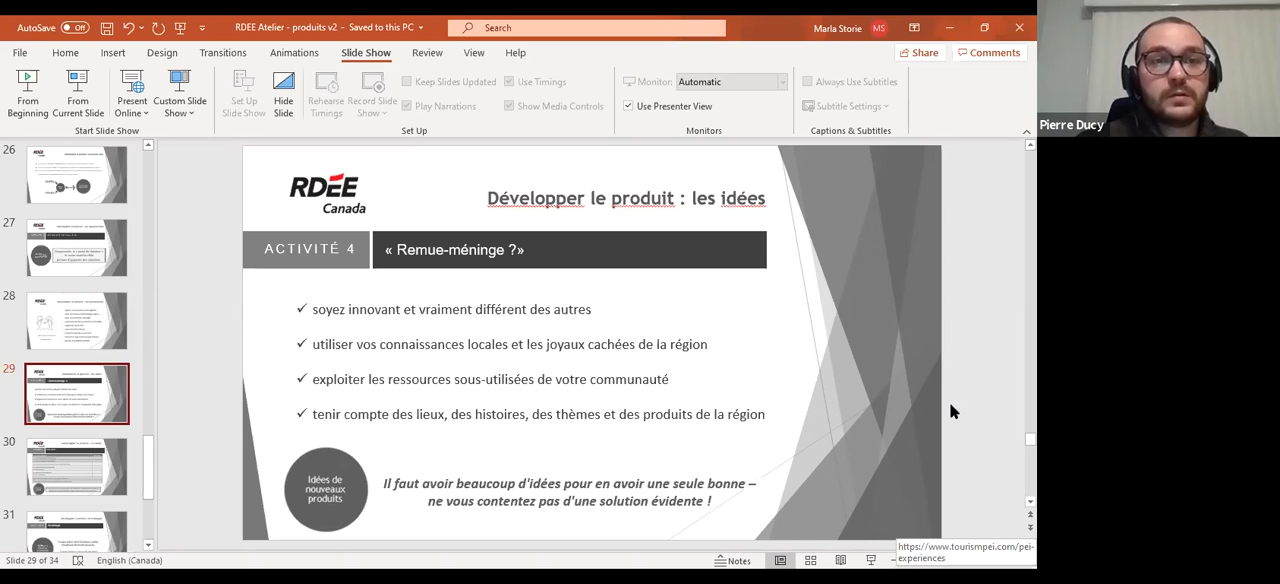 AutoSave Off RDEE Atelier - produits v2 - Saved to this PC Search Marla Storie MS
File Home Insert Design Transitions Animations Slide Show Review View Help Share Comments
From Beginning
From Current Slide
Present Online
Custom Slide Show
Set Up Slide Show
Hide Slide
Rehearse Timings
Record Slide Show
Keep Slides Updated
Play Narrations
Use Timings
Show Media Controls
Monitor: Automatic
Use Presenter View
Always Use Subtitles
Subtitle Settings
Start Slide Show Set Up Monitors Captions & Subtitles
Pierre Ducy
26
27
28
29
30
31
RDÉE
Canada
Développer le produit : les idées
ACTIVITÉ 4 « Remue-méninge ?»
✓ soyez innovant et vraiment différent des autres
✓ utiliser vos connaissances locales et les joyaux cachées de la région
✓ exploiter les ressources sous-utilisées de votre communauté
✓ tenir compte des lieux, des histoires, des thèmes et des produits de la région
Idées de
nouveaux
produits
Il faut avoir beaucoup d'idées pour en avoir une seule bonne –
ne vous contentez pas d'une solution évidente !
https://www.tourismpei.com/pei-
experiences
Slide 29 of 34 English (Canada) Notes